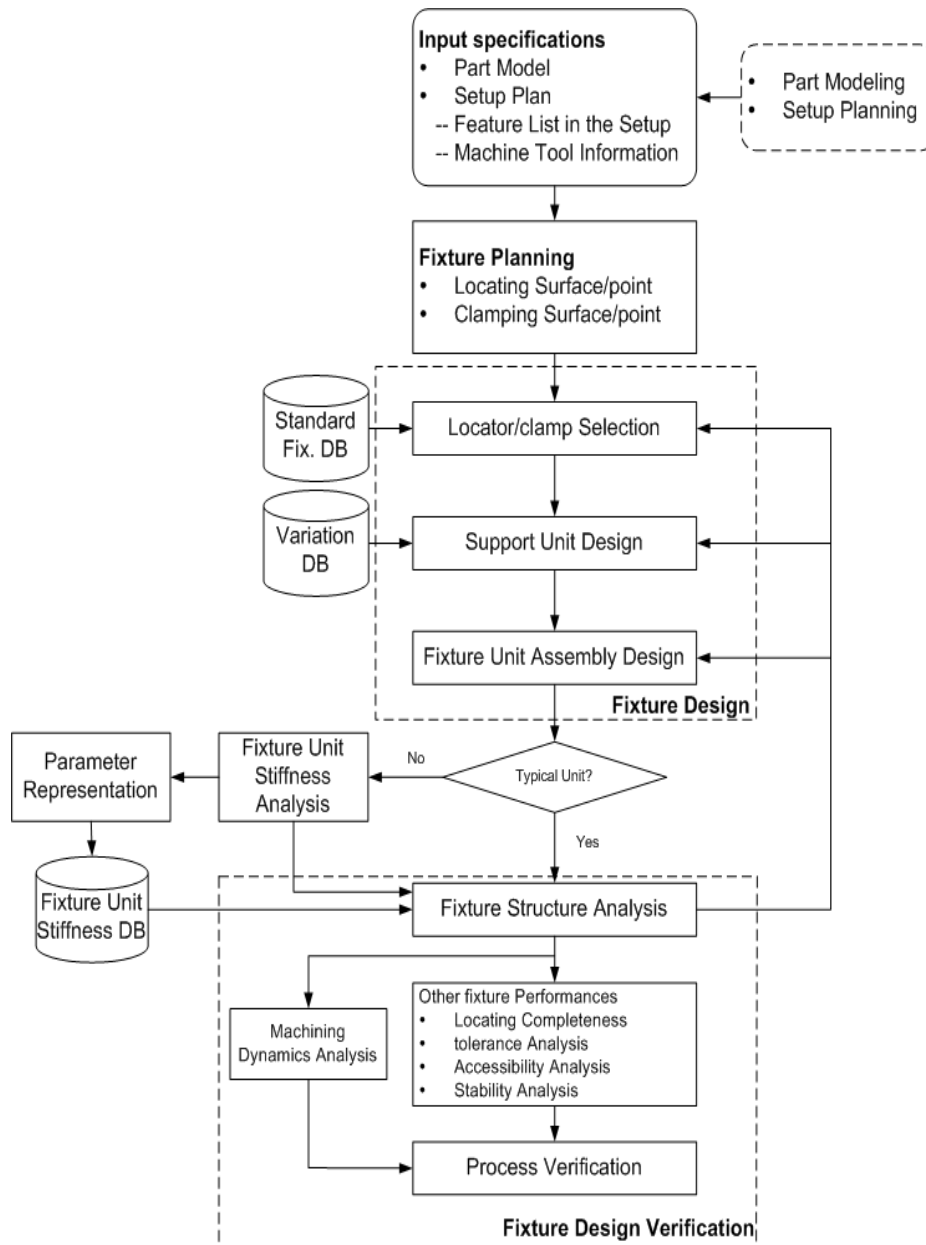 Input specifications
• Part Model
• Setup Plan
-- Feature List in the Setup
-- Machine Tool Information
• Part Modeling
• Setup Planning
Fixture Planning
• Locating Surface/point
• Clamping Surface/point
Standard
Fix. DB
Locator/clamp Selection
Variation
DB
Support Unit Design
Fixture Unit Assembly Design
Fixture Design
Parameter
Representation
Fixture Unit
Stiffness
Analysis
No
Typical Unit?
Yes
Fixture Unit
Stiffness DB
Fixture Structure Analysis
Machining
Dynamics Analysis
Other fixture Performances
• Locating Completeness
• tolerance Analysis
• Accessibility Analysis
• Stability Analysis
Process Verification
Fixture Design Verification